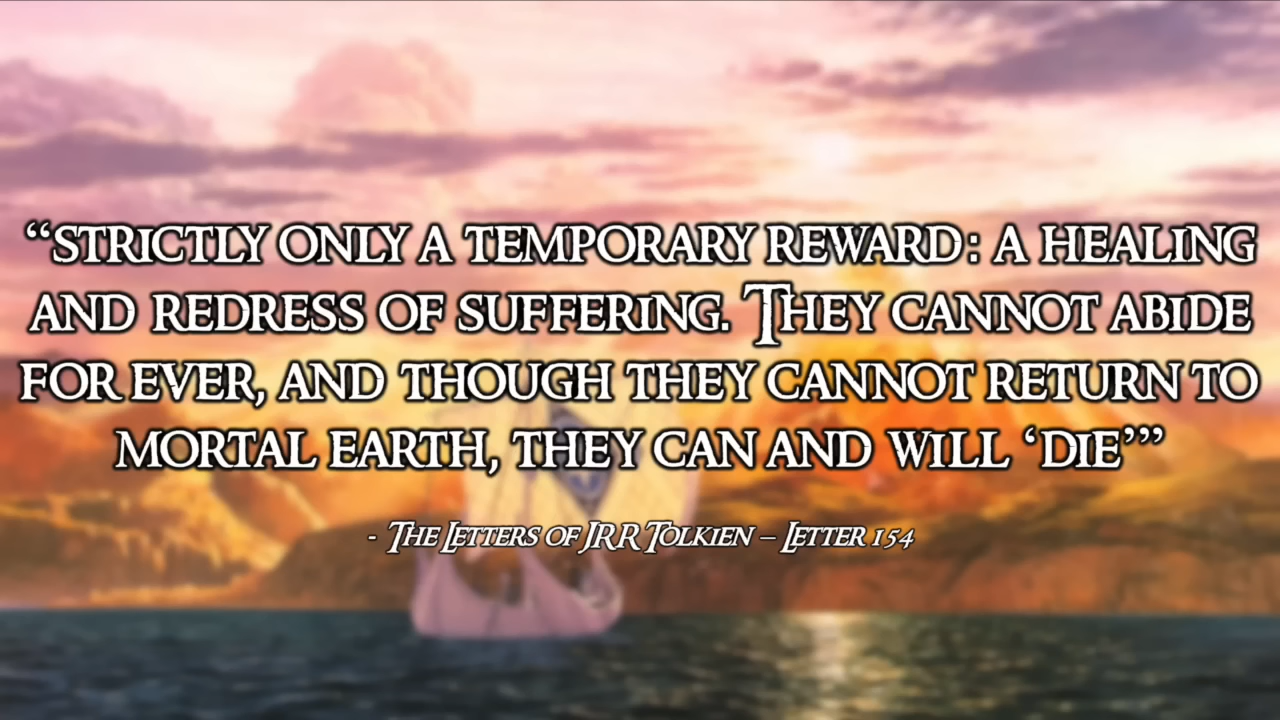 “STRICTLY ONLY A TEMPORARY REWARD: A HEALING
AND REDRESS OF SUFFERING. THEY CANNOT ABIDE
FOR EVER, AND THOUGH THEY CANNOT RETURN TO
MORTAL EARTH, THEY CAN AND WILL ‘DIE’”
- THE LETTERS OF JRR TOLKIEN – LETTER 154